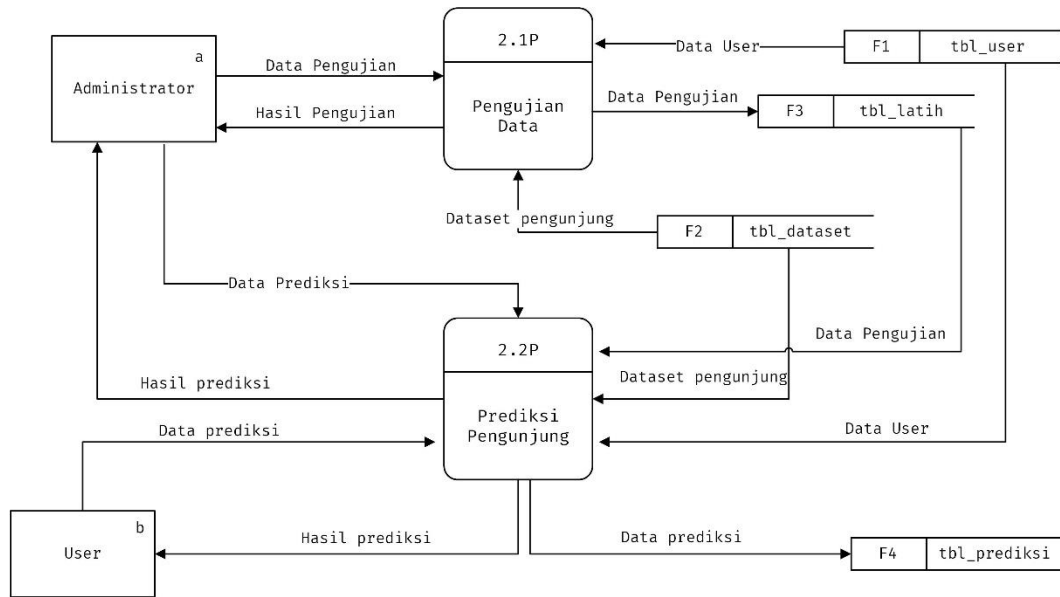 2.1P
Data User
F1
tbl_user
a
Administrator
Data Pengujian
Pengujian
Data
Data Pengujian
F3
tbl_latih
Hasil Pengujian
Dataset pengunjung
F2
tbl_dataset
Data Prediksi
2.2P
Data Pengujian
Hasil prediksi
Dataset pengunjung
Prediksi
Pengunjung
Data prediksi
Data User
b
User
Hasil prediksi
Data prediksi
F4
tbl_prediksi